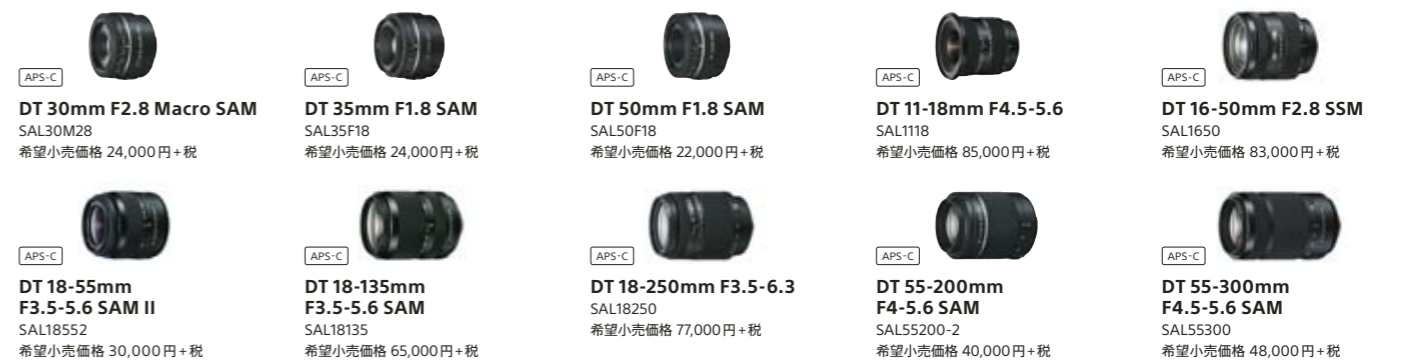 APS-C
DT 30mm F2.8 Macro SAM
SAL30M28
希望小売価格 24,000円+税
APS-C
DT 35mm F1.8 SAM
SAL35F18
希望小売価格 24,000円+税
APS-C
DT 50mm F1.8 SAM
SAL50F18
希望小売価格 22,000円+税
APS-C
DT 11-18mm F4.5-5.6
SAL1118
希望小売価格 85,000円+税
APS-C
DT 16-50mm F2.8 SSM
SAL1650
希望小売価格 83,000円+税
APS-C
DT 18-55mm
F3.5-5.6 SAM II
SAL18552
希望小売価格 30,000円+税
APS-C
DT 18-135mm
F3.5-5.6 SAM
SAL18135
希望小売価格 65,000円+税
APS-C
DT 18-250mm F3.5-6.3
SAL18250
希望小売価格 77,000円+税
APS-C
DT 55-200mm
F4-5.6 SAM
SAL55200-2
希望小売価格 40,000円+税
APS-C
DT 55-300mm
F4.5-5.6 SAM
SAL55300
希望小売価格 48,000円+税